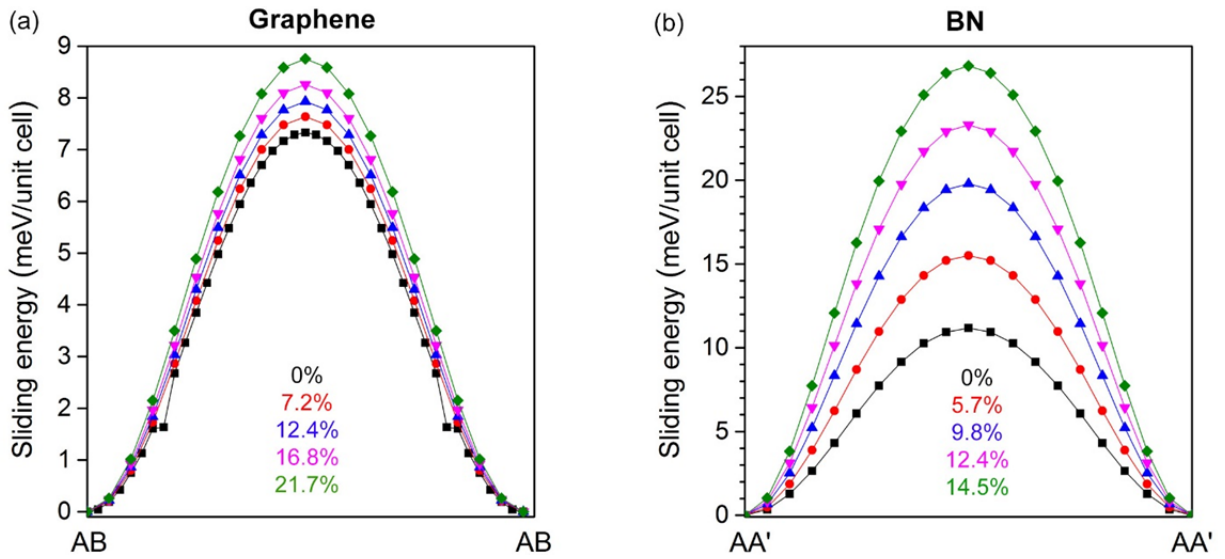 (a)
Graphene
Sliding energy (meV/unit cell)
9
8
7
6
5
4
3
2
1
0
0%
7.2%
12.4%
16.8%
21.7%
AB
AB
(b)
BN
Sliding energy (meV/unit cell)
25
20
15
10
5
0
0%
5.7%
9.8%
12.4%
14.5%
AA'
AA'